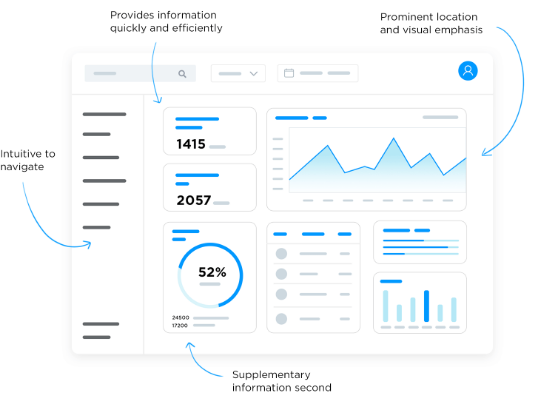 Provides information
quickly and efficiently
Prominent location
and visual emphasis
Intuitive to
navigate
1415
2057
52%
24500
17200
Supplementary
information second